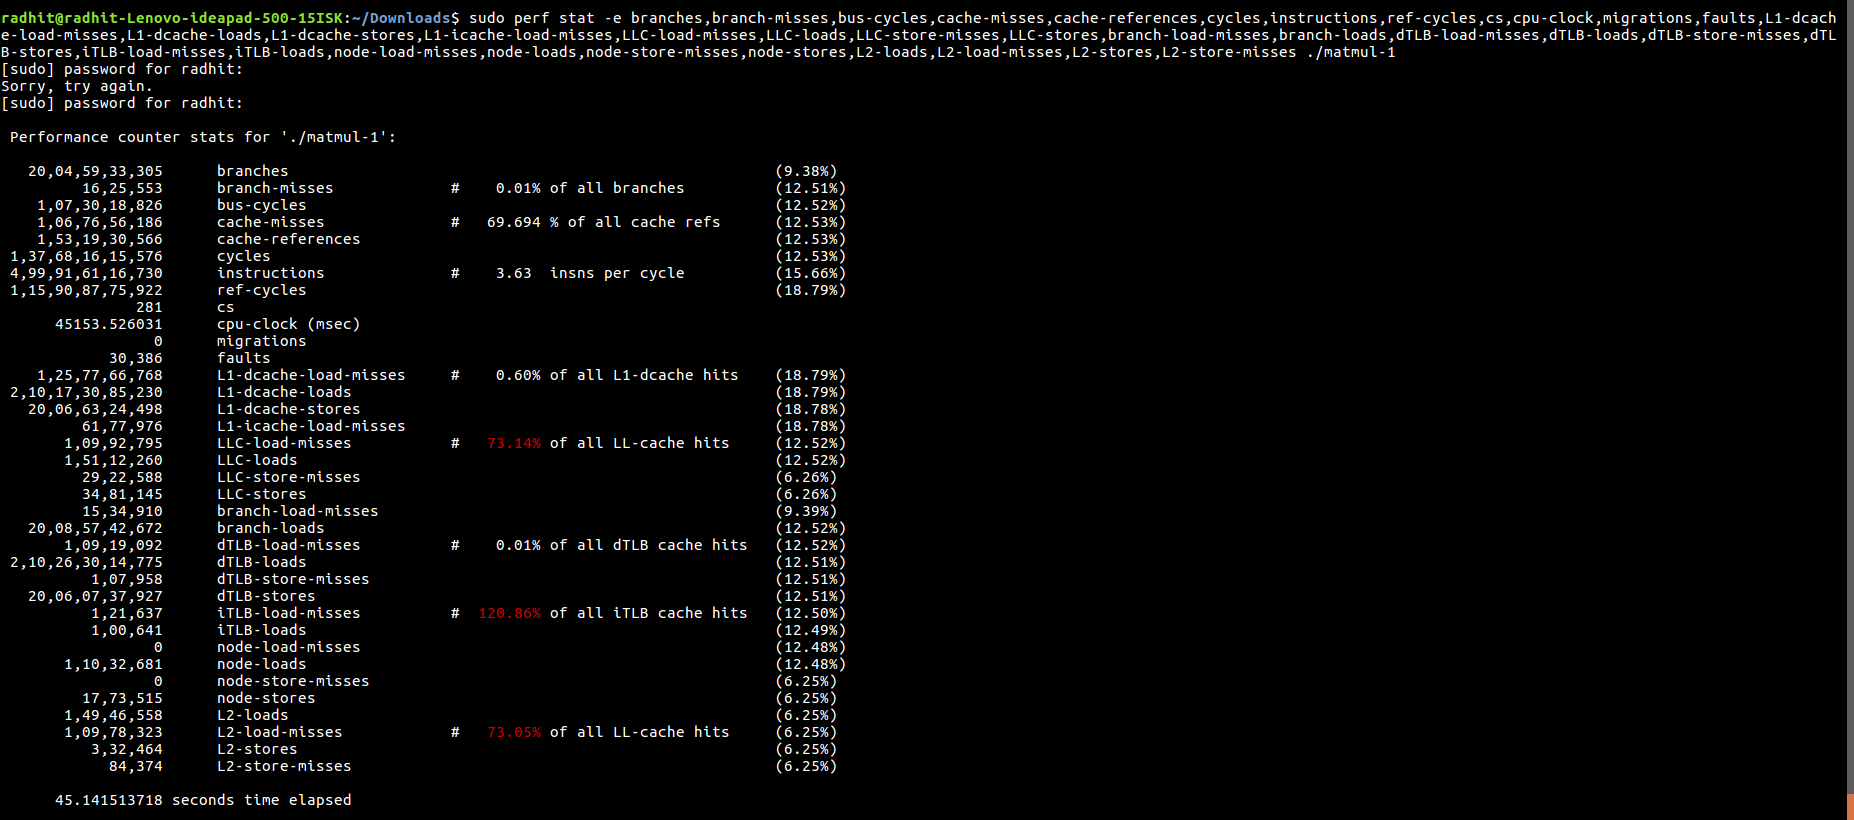 radhit@radhit-Lenovo-ideapad-500-15ISK:~/Downloads$ sudo perf stat -e branches,branch-misses,bus-cycles,cache-misses,cache-references,cycles,instructions,ref-cycles,cs,cpu-clock,migrations,faults,L1-dcach
e-load-misses,L1-dcache-loads,L1-dcache-stores,L1-icache-load-misses,LLC-load-misses,LLC-loads,LLC-store-misses,LLC-stores,branch-load-misses,branch-loads,dTLB-load-misses,dTLB-loads,dTLB-store-misses,dTL
B-stores,iTLB-load-misses,iTLB-loads,node-load-misses,node-loads,node-store-misses,node-stores,L2-loads,L2-load-misses,L2-stores,L2-store-misses ./matmul-1
[sudo] password for radhit:
Sorry, try again.
[sudo] password for radhit:
Performance counter stats for './matmul-1':
20,04,59,33,305 branches (9.38%)
16,25,553 branch-misses # 0.01% of all branches (12.51%)
1,07,30,18,826 bus-cycles (12.52%)
1,06,76,56,186 cache-misses # 69.694 % of all cache refs (12.53%)
1,53,19,30,566 cache-references (12.53%)
1,37,68,16,15,576 cycles (12.53%)
4,99,91,61,16,730 instructions # 3.63 insns per cycle (15.66%)
1,15,90,87,75,922 ref-cycles (18.79%)
281 cs
45153.526031 cpu-clock (msec)
0 migrations
30,386 faults
1,25,77,66,768 L1-dcache-load-misses # 0.60% of all L1-dcache hits (18.79%)
2,10,17,30,85,230 L1-dcache-loads (18.79%)
20,06,63,24,498 L1-dcache-stores (18.78%)
61,77,976 L1-icache-load-misses (18.78%)
1,09,92,795 LLC-load-misses # 73.14% of all LL-cache hits (12.52%)
1,51,12,260 LLC-loads (12.52%)
29,22,588 LLC-store-misses (6.26%)
34,81,145 LLC-stores (6.26%)
15,34,910 branch-load-misses (9.39%)
20,08,57,42,672 branch-loads (12.52%)
1,09,19,092 dTLB-load-misses # 0.01% of all dTLB cache hits (12.52%)
2,10,26,30,14,775 dTLB-loads (12.51%)
1,07,958 dTLB-store-misses (12.51%)
20,06,07,37,927 dTLB-stores (12.51%)
1,21,637 iTLB-load-misses # 120.86% of all iTLB cache hits (12.50%)
1,00,641 iTLB-loads (12.49%)
0 node-load-misses (12.48%)
1,10,32,681 node-loads (12.48%)
0 node-store-misses (6.25%)
17,73,515 node-stores (6.25%)
1,49,46,558 L2-loads (6.25%)
1,09,78,323 L2-load-misses # 73.05% of all LL-cache hits (6.25%)
3,32,464 L2-stores (6.25%)
84,374 L2-store-misses (6.25%)
45.141513718 seconds time elapsed